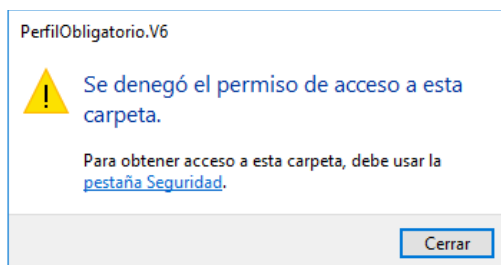 PerfilObligatorio.V6
Se denegó el permiso de acceso a esta
carpeta.
Para obtener acceso a esta carpeta, debe usar la
pestaña Seguridad.
Cerrar